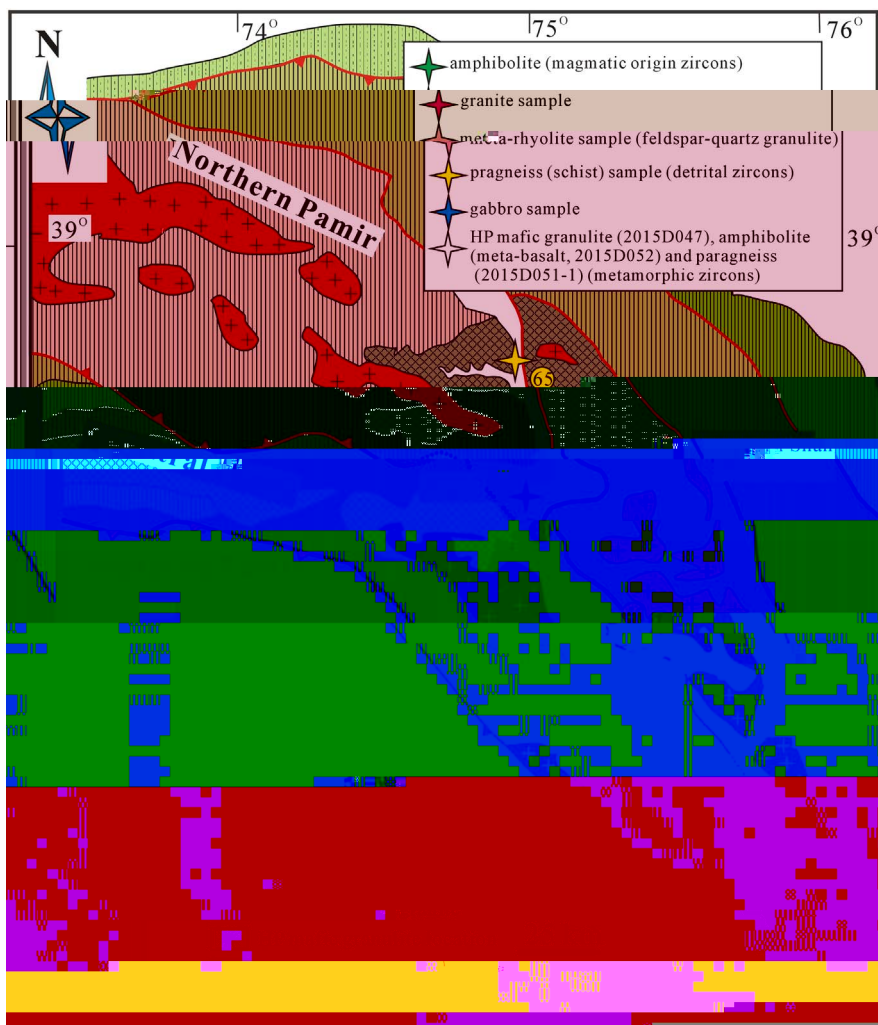 74°
75°
76°
N
amphibolite (magmatic origin zircons)
granite sample
meta-rhyolite sample (feldspar-quartz granulite)
pragneiss (schist) sample (detrital zircons)
gabbro sample
HP mafic granulite (2015D047), amphibolite
(meta-basalt, 2015D052) and paragneiss
(2015D051-1) (metamorphic zircons)
Northern Pamir
39°
39°
65